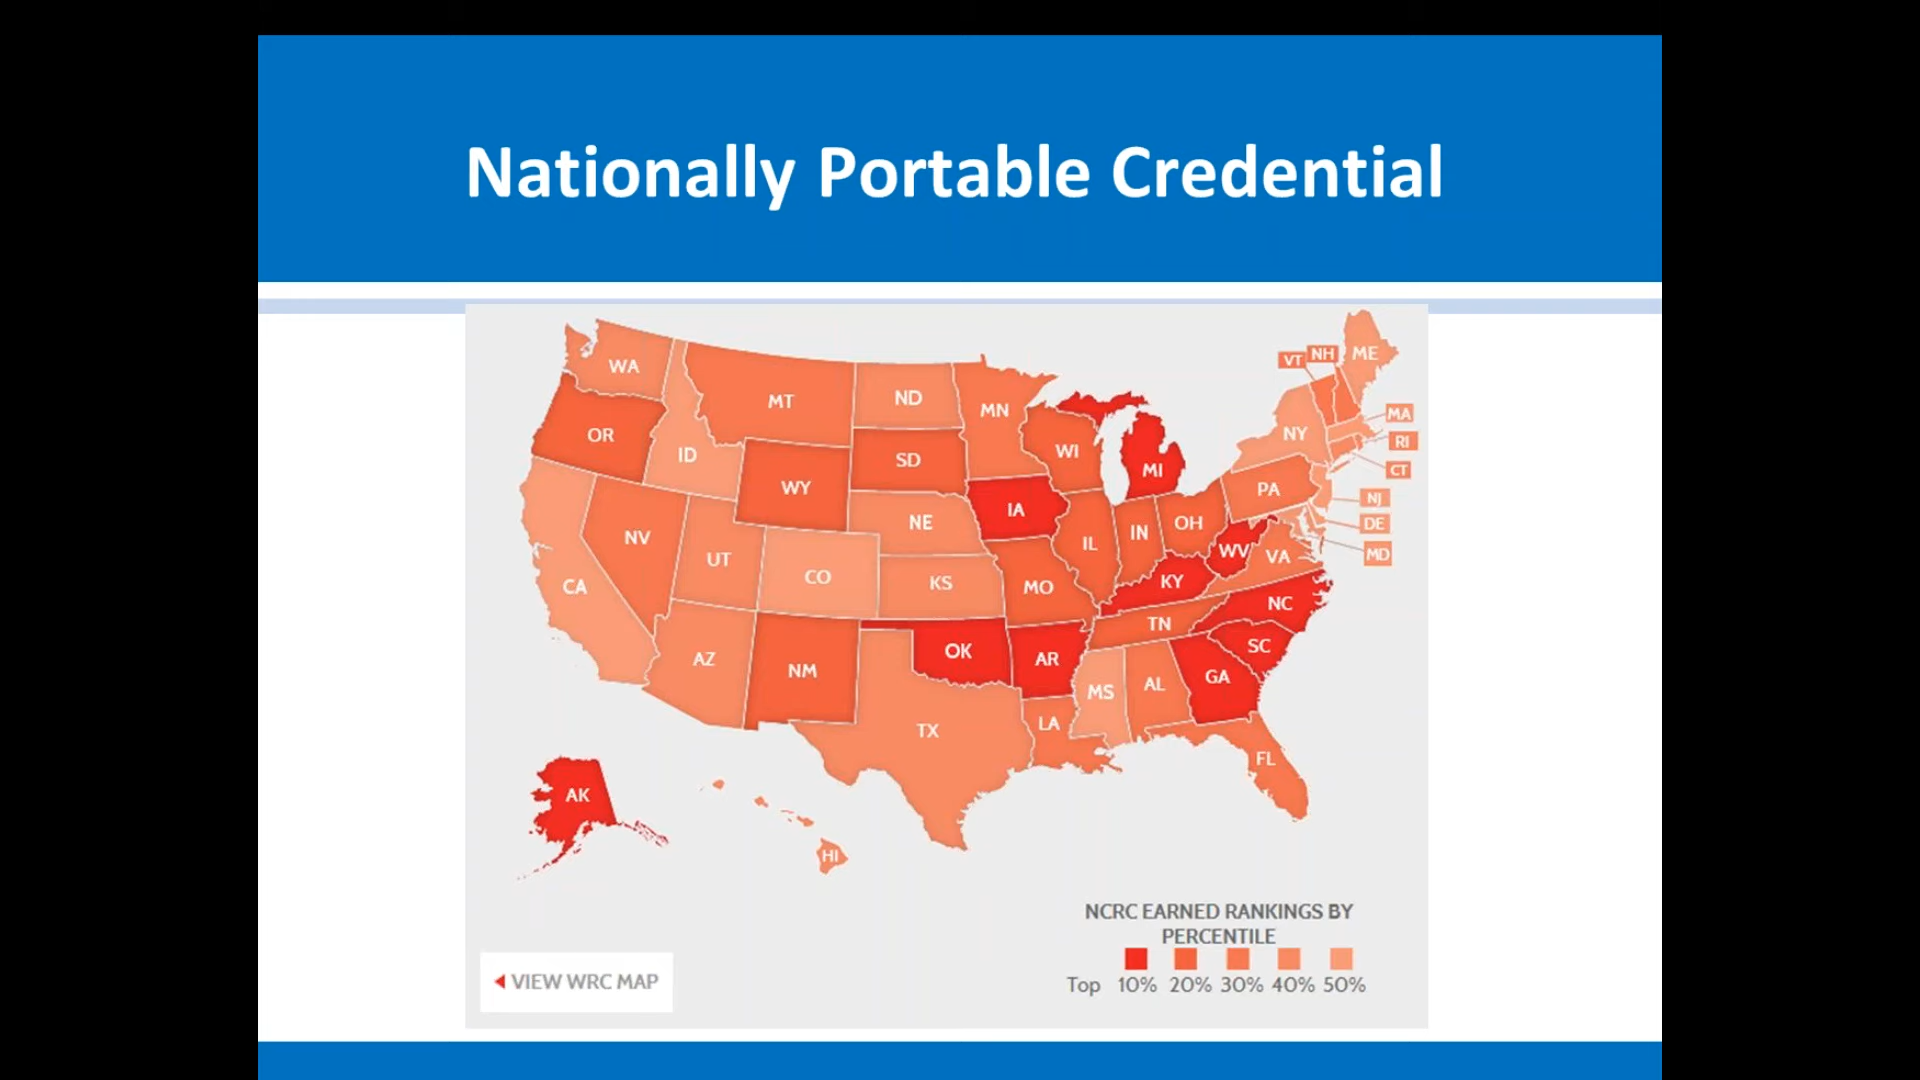 Nationally Portable Credential
WA
MT
ND
MN
VT
NH
ME
OR
ID
WY
SD
WI
MI
NY
MA
RI
CT
NV
UT
CO
NE
IA
IL
IN
OH
PA
NJ
DE
MD
CA
KS
MO
KY
WV
VA
AZ
NM
OK
AR
TN
NC
SC
TX
LA
MS
AL
GA
FL
AK
HI
NCRC EARNED RANKINGS BY
PERCENTILE
Top 10% 20% 30% 40% 50%
VIEW WRC MAP